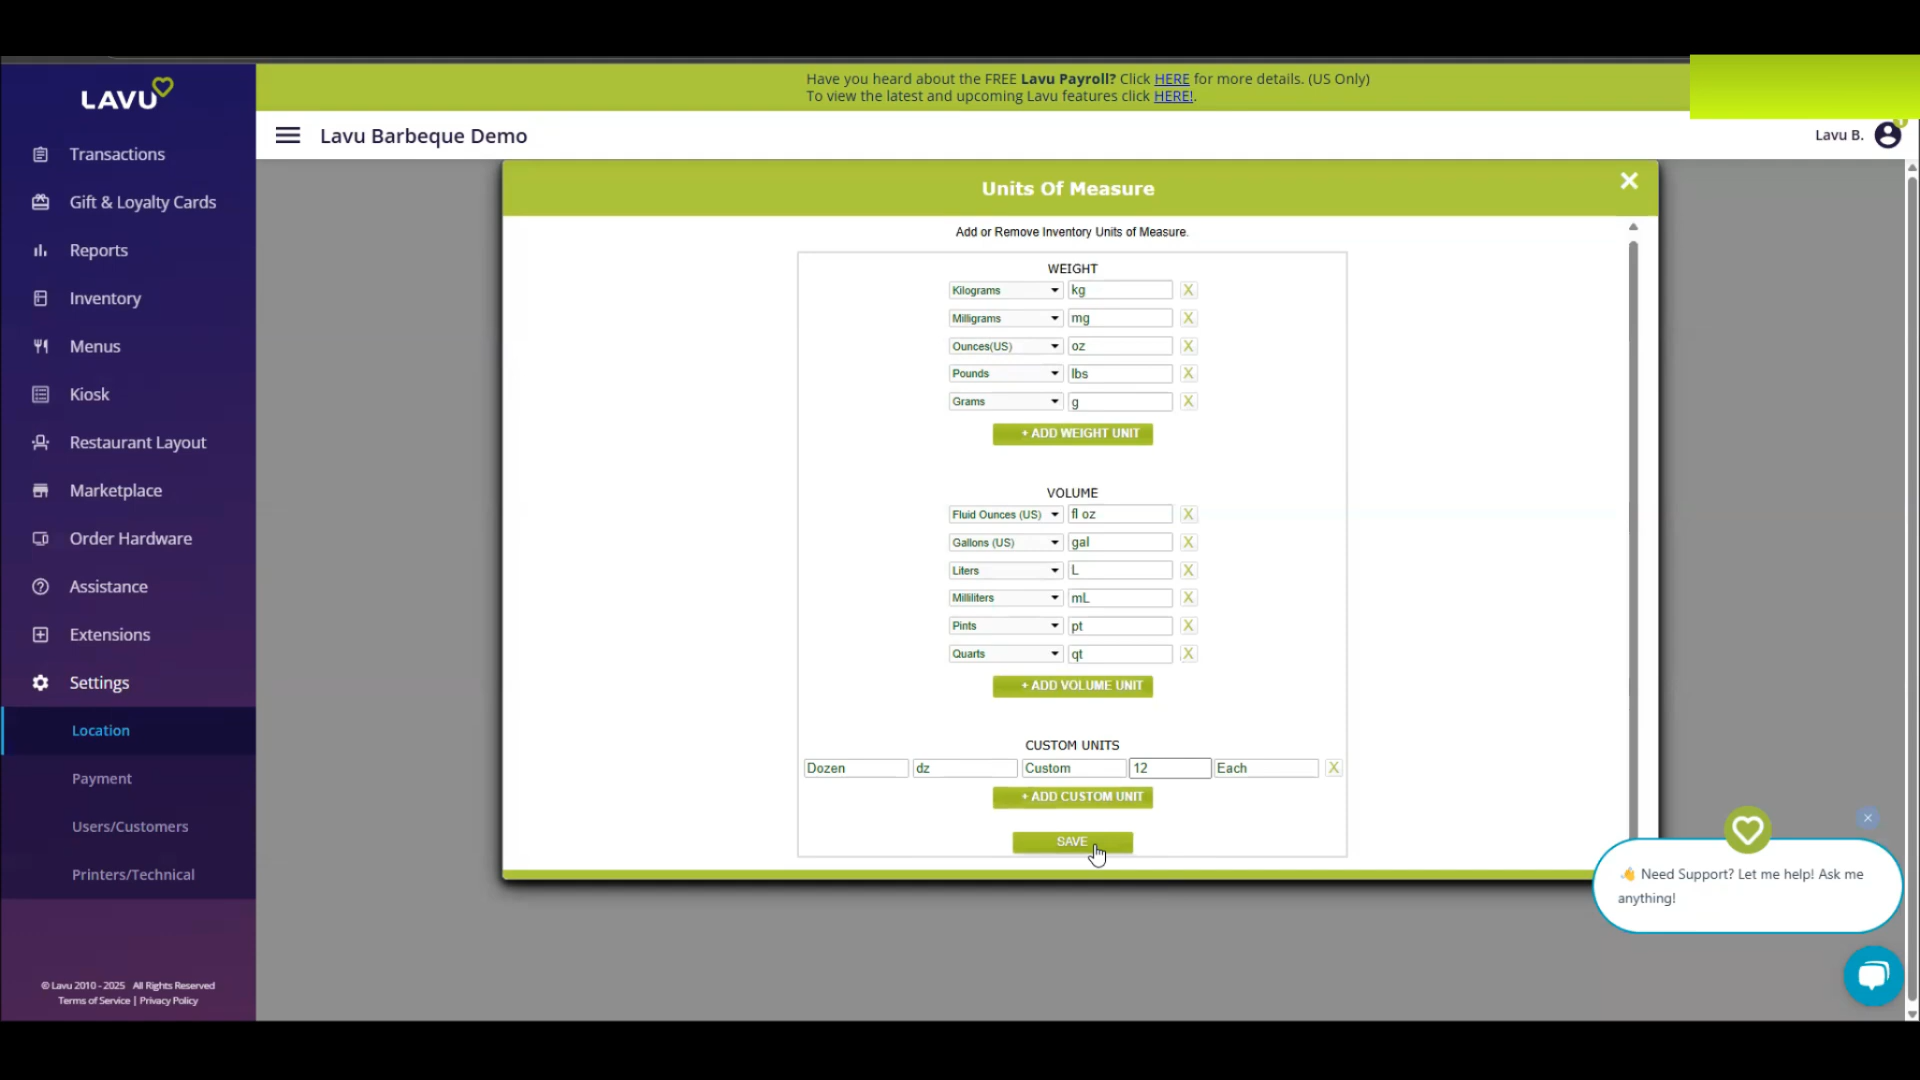 LAVU
Have you heard about the FREE Lavu Payroll? Click HERE for more details. (US Only)
To view the latest and upcoming Lavu features click HERE!.
Lavu Barbeque Demo
Lavu B.
Transactions
Gift & Loyalty Cards
Reports
Inventory
Menus
Kiosk
Restaurant Layout
Marketplace
Order Hardware
Assistance
Extensions
Settings
Location
Payment
Users/Customers
Printers/Technical
© Lavu 2010 - 2025 All Rights Reserved
Terms of Service | Privacy Policy
Units Of Measure
Add or Remove Inventory Units of Measure.
WEIGHT
Kilograms kg X
Milligrams mg X
Ounces(US) oz X
Pounds lbs X
Grams g X
+ ADD WEIGHT UNIT
VOLUME
Fluid Ounces (US) fl oz X
Gallons (US) gal X
Liters L X
Milliliters mL X
Pints pt X
Quarts qt X
+ ADD VOLUME UNIT
CUSTOM UNITS
Dozen dz Custom 12 Each X
+ ADD CUSTOM UNIT
SAVE
Need Support? Let me help! Ask me
anything!